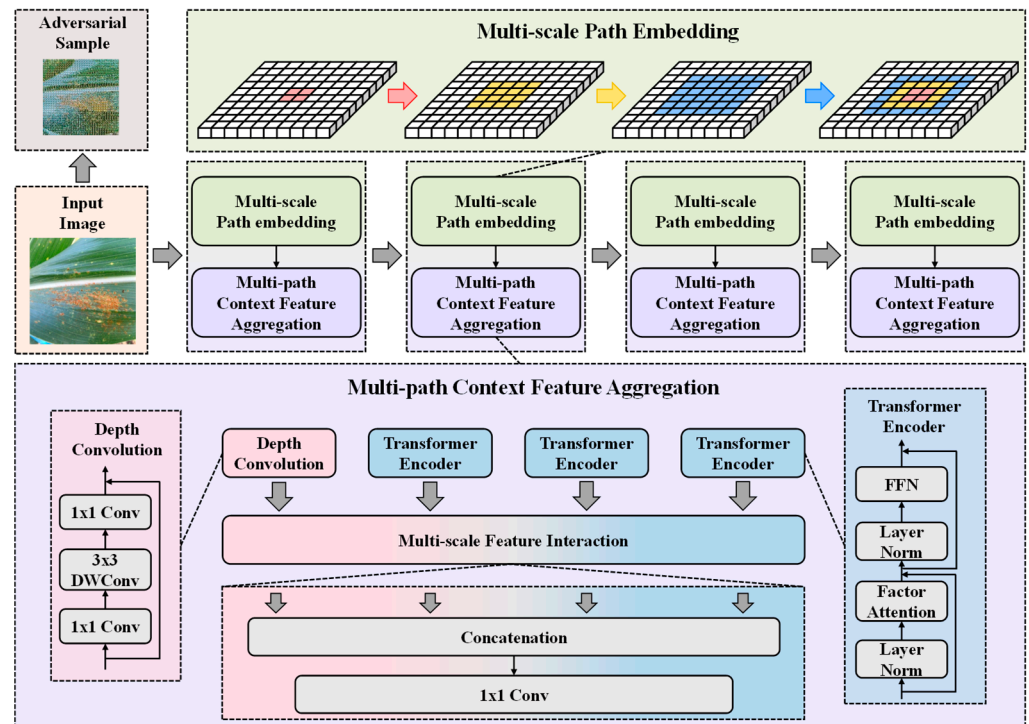 Adversarial
Sample
Multi-scale Path Embedding
Input
Image
Multi-scale
Path embedding
Multi-path
Context Feature
Aggregation
Multi-scale
Path embedding
Multi-path
Context Feature
Aggregation
Multi-scale
Path embedding
Multi-path
Context Feature
Aggregation
Multi-scale
Path embedding
Multi-path
Context Feature
Aggregation
Multi-path Context Feature Aggregation
Depth
Convolution
1x1 Conv
3x3
DWConv
1x1 Conv
Depth
Convolution
Transformer
Encoder
Transformer
Encoder
Transformer
Encoder
Multi-scale Feature Interaction
Concatenation
1x1 Conv
Transformer
Encoder
FFN
Layer
Norm
Factor
Attention
Layer
Norm